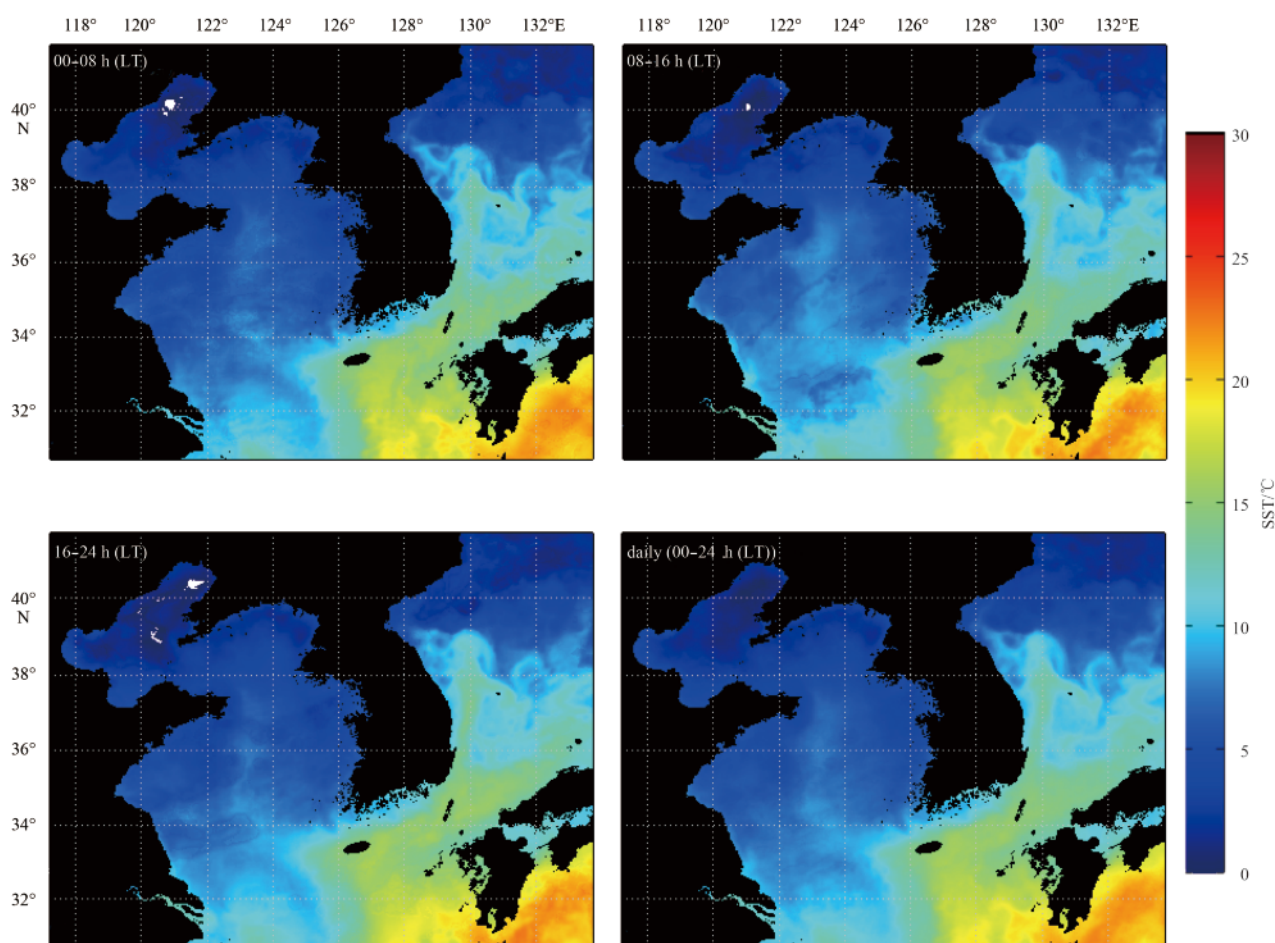 118° 120° 122° 124° 126° 128° 130° 132°E
118° 120° 122° 124° 126° 128° 130° 132°E
00–08 h (LT)
08–16 h (LT)
40°
N
38°
36°
34°
32°
30
25
20
15
10
5
0
SST/℃
16–24 h (LT)
daily (00–24 .h (LT))
40°
N
38°
36°
34°
32°